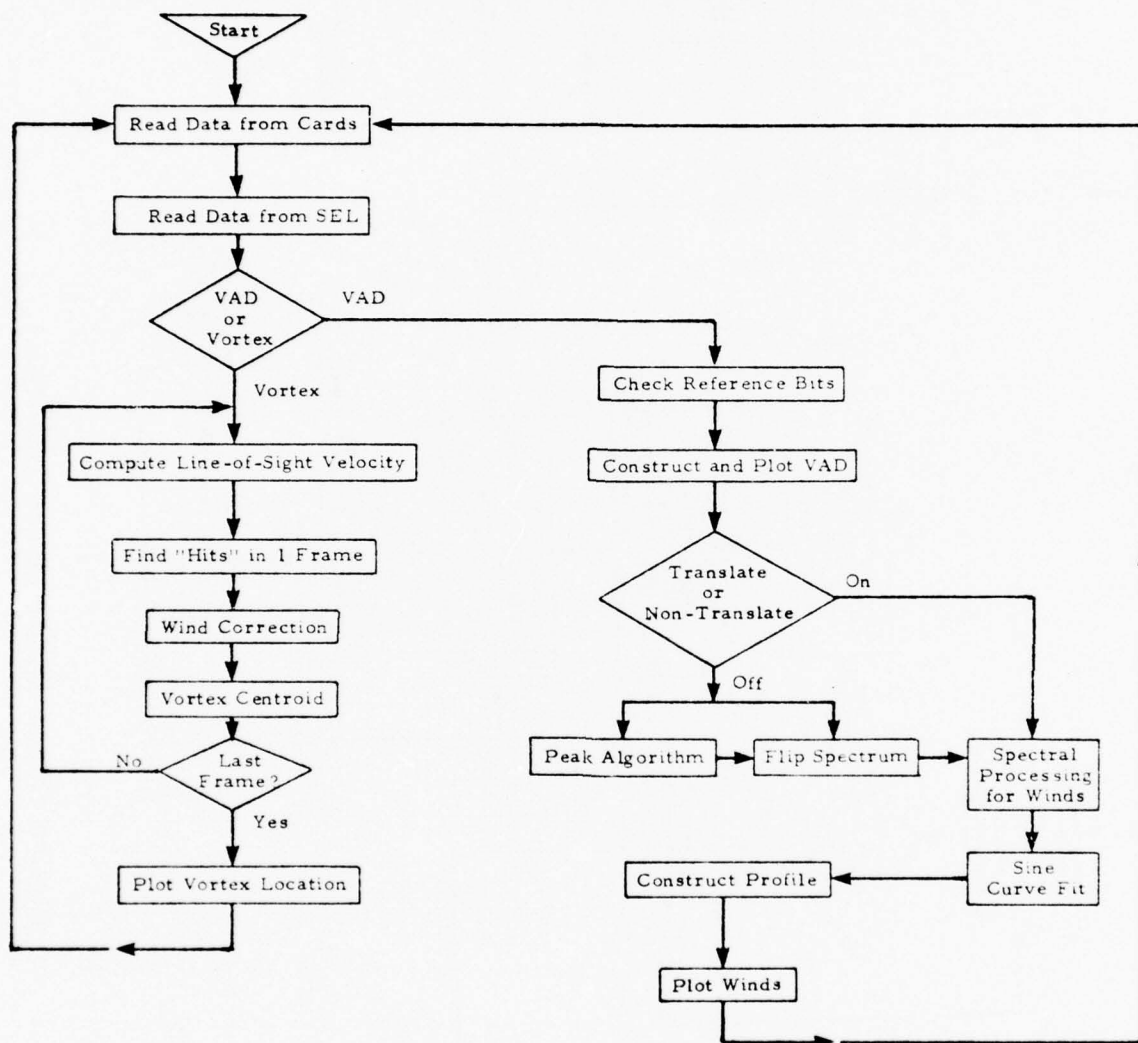 Start
Read Data from Cards
Read Data from SEL
VAD
or
Vortex
VAD
Vortex
Compute Line-of-Sight Velocity
Find "Hits" in 1 Frame
Wind Correction
Vortex Centroid
Last
Frame?
No
Yes
Plot Vortex Location
Check Reference Bits
Construct and Plot VAD
Translate
or
Non-Translate
On
Off
Peak Algorithm
Flip Spectrum
Spectral
Processing
for Winds
Sine
Curve Fit
Construct Profile
Plot Winds